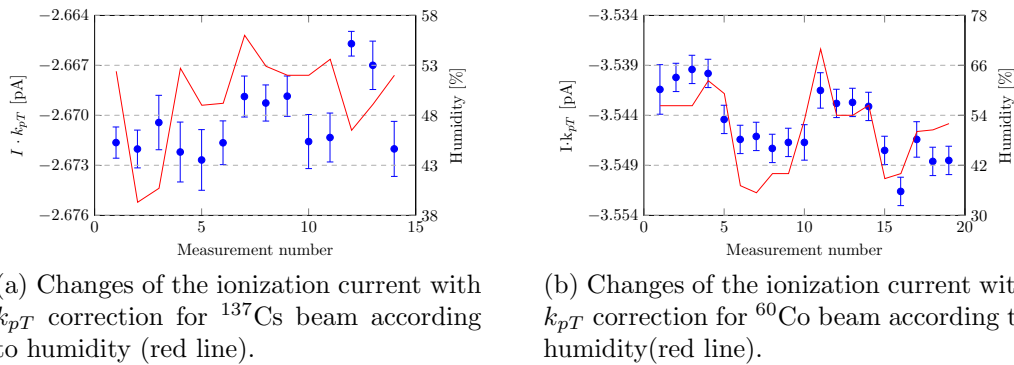 −2.664
−2.667
−2.670
−2.673
−2.676
I · k_pT [pA]
58
53
48
43
38
Humidity [%]
0 5 10 15
Measurement number
(a) Changes of the ionization current with
k_pT correction for ¹³⁷Cs beam according
to humidity (red line).
−3.534
−3.539
−3.544
−3.549
−3.554
I·k_pT [pA]
78
66
54
42
30
Humidity [%]
0 5 10 15 20
Measurement number
(b) Changes of the ionization current wit
k_pT correction for ⁶⁰Co beam according t
humidity(red line).